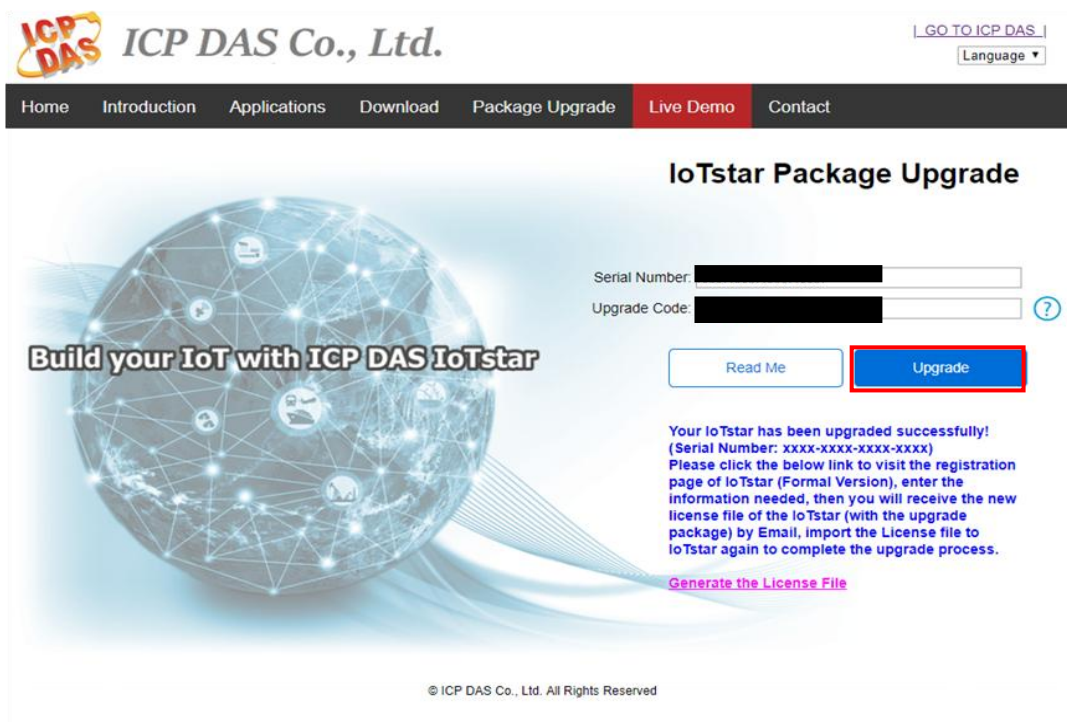 ICP
DAS
ICP DAS Co., Ltd.
| GO TO ICP DAS |
Language ▼
Home Introduction Applications Download Package Upgrade Live Demo Contact
IoTstar Package Upgrade
Serial Number:
Upgrade Code:
?
Build your IoT with ICP DAS IoTstar
Read Me Upgrade
Your IoTstar has been upgraded successfully!
(Serial Number: xxxx-xxxx-xxxx-xxxx)
Please click the below link to visit the registration
page of IoTstar (Formal Version), enter the
information needed, then you will receive the new
license file of the IoTstar (with the upgrade
package) by Email, import the License file to
IoTstar again to complete the upgrade process.
Generate the License File
© ICP DAS Co., Ltd. All Rights Reserved